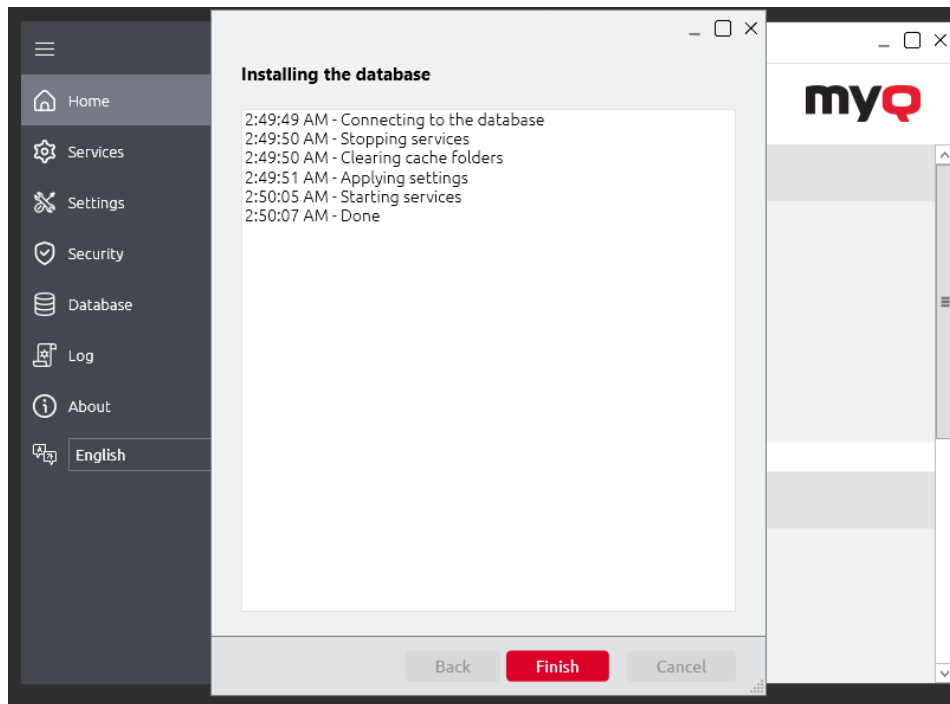 Home
Services
Settings
Security
Database
Log
About
English
Installing the database
2:49:49 AM - Connecting to the database
2:49:50 AM - Stopping services
2:49:50 AM - Clearing cache folders
2:49:51 AM - Applying settings
2:50:05 AM - Starting services
2:50:07 AM - Done
Back
Finish
Cancel
myQ